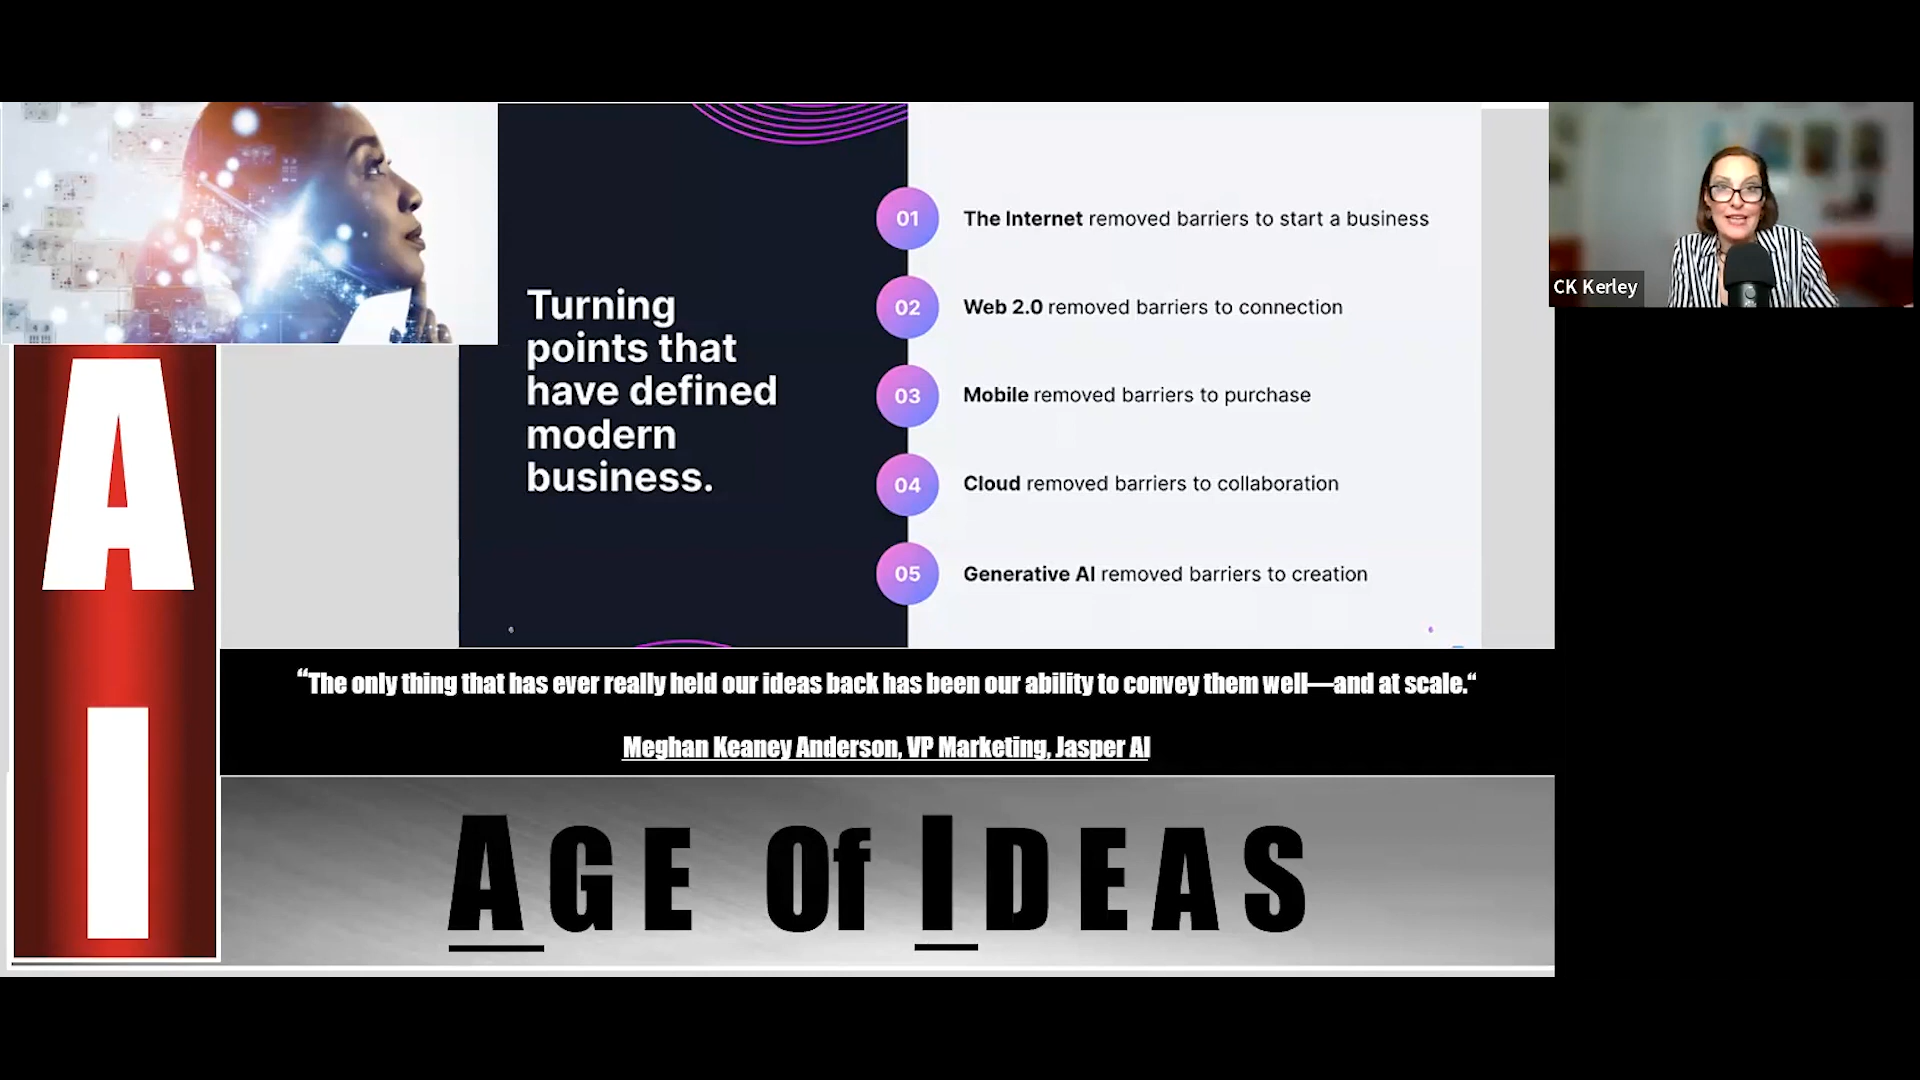 Turning
points that
have defined
modern
business.
01
The Internet removed barriers to start a business
02
Web 2.0 removed barriers to connection
03
Mobile removed barriers to purchase
04
Cloud removed barriers to collaboration
05
Generative AI removed barriers to creation
6
6
CK Kerley
A
I
“The only thing that has ever really held our ideas back has been our ability to convey them well—and at scale.“
Meghan Keaney Anderson, VP Marketing, Jasper AI
AGE Of IDEAS